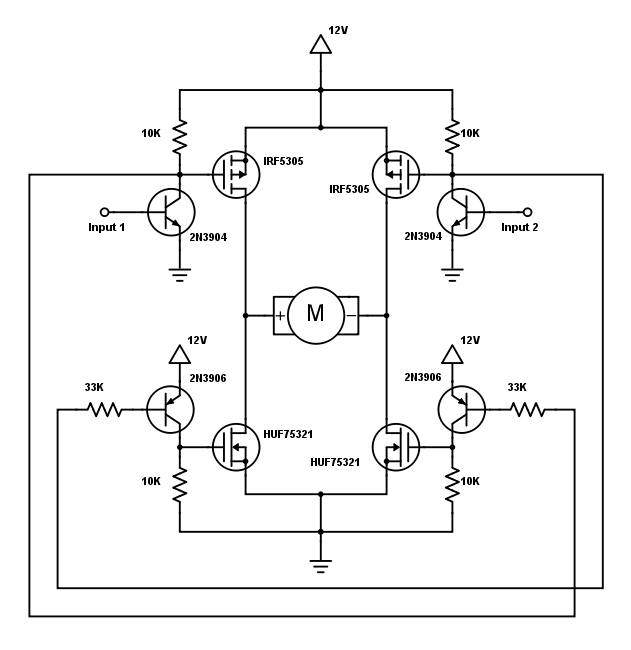 12V
10K
10K
IRF5305
IRF5305
Input 1
2N3904
2N3904
Input 2
+
M
−
12V
12V
33K
2N3906
2N3906
33K
HUF75321
HUF75321
10K
10K